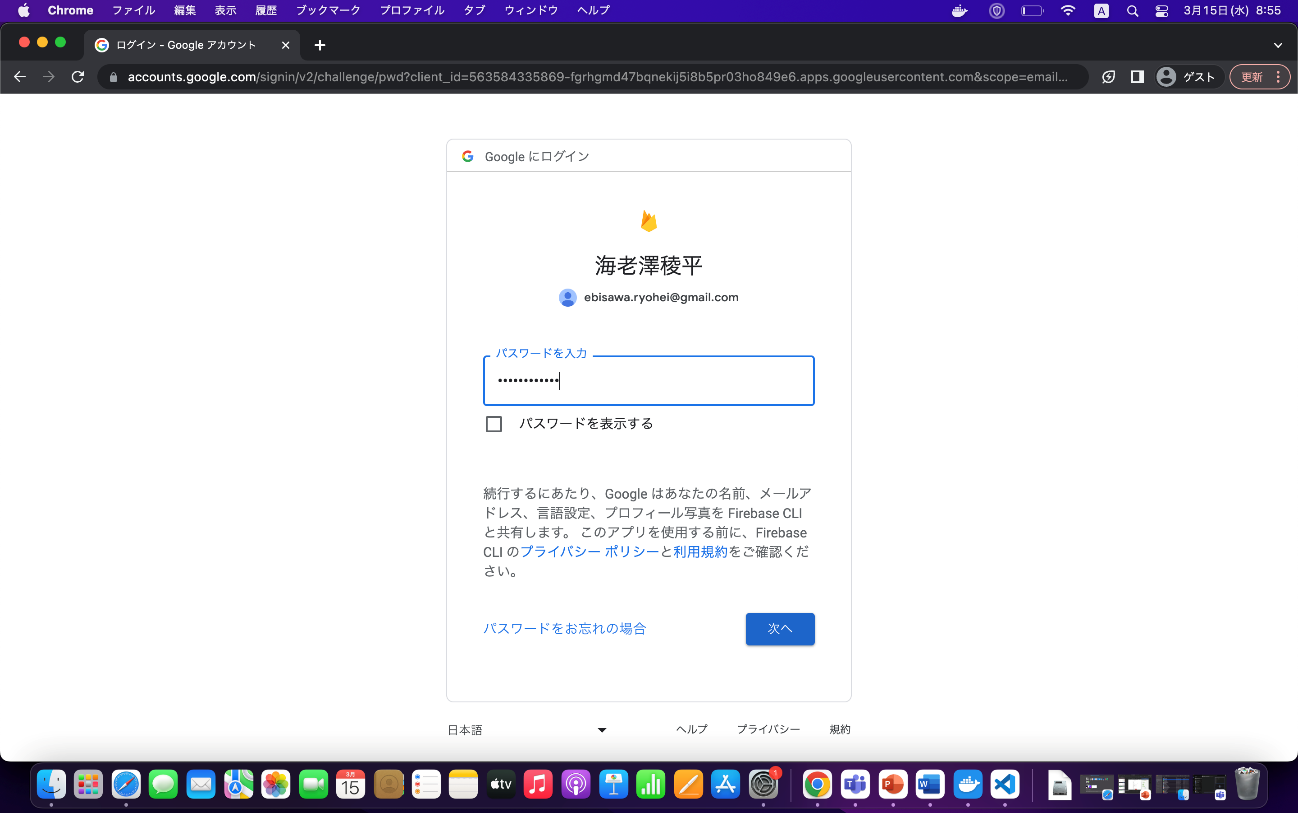 Chrome ファイル 編集 表示 履歴 ブックマーク プロファイル タブ ウィンドウ ヘルプ A 3月15日(水) 8:55
ログイン - Google アカウント
accounts.google.com/signin/v2/challenge/pwd?client_id=563584335869-fgrhgmd47bqnekij5i8b5pr03ho849e6.apps.googleusercontent.com&scope=email... ゲスト 更新
Google にログイン
海老澤稜平
ebisawa.ryohei@gmail.com
パスワードを入力
••••••••••••
パスワードを表示する
続行するにあたり、Google はあなたの名前、メールア
ドレス、言語設定、プロフィール写真を Firebase CLI
と共有します。 このアプリを使用する前に、Firebase
CLI のプライバシー ポリシーと利用規約をご確認くだ
さい。
パスワードをお忘れの場合 次へ
日本語 ヘルプ プライバシー 規約
3月
15
tv
1